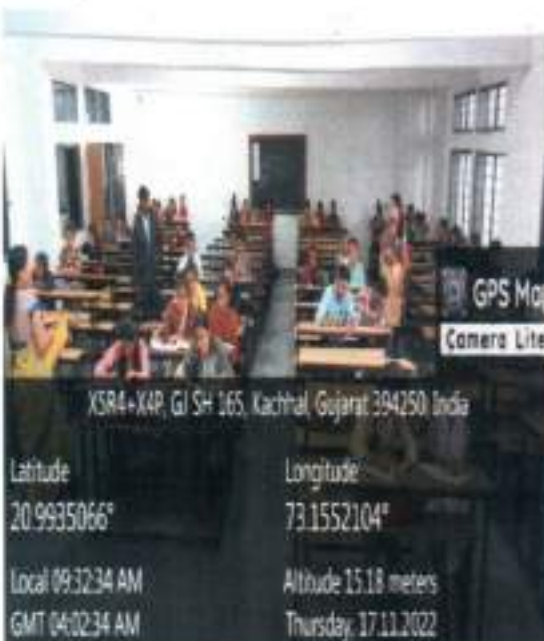 GPS Map
Camera Lite
X5R4+X4P, GJ SH 165, Kachhal, Gujarat 394250, India
Latitude
20.9935066°
Longitude
73.1552104°
Local 09:32:34 AM
GMT 04:02:34 AM
Altitude 15.18 meters
Thursday, 17.11.2022